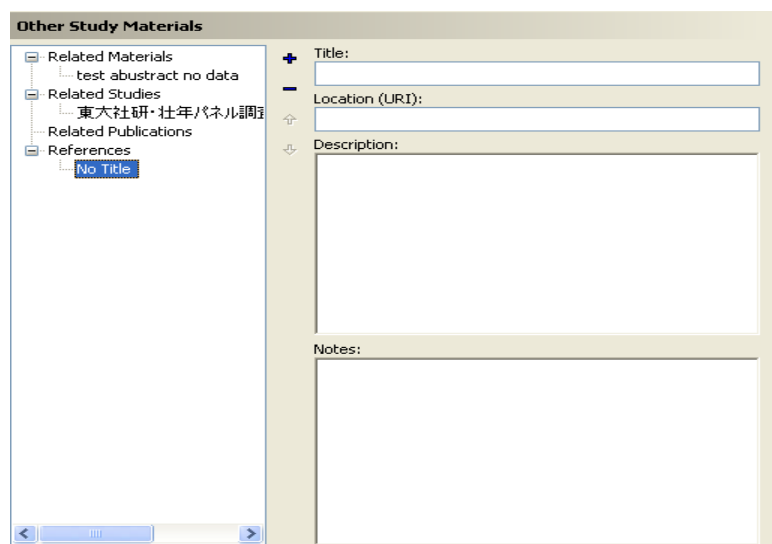 Other Study Materials
Related Materials
test abustract no data
Related Studies
東大社研・壮年パネル調
Related Publications
References
No Title
Title:
Location (URI):
Description:
Notes: